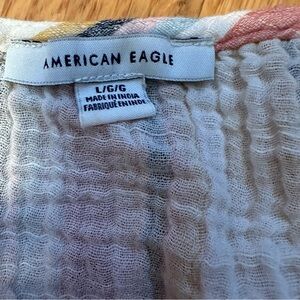 AMERICAN EAGLE
L/G/G
MADE IN INDIA
FABRIQUÉ EN INDE